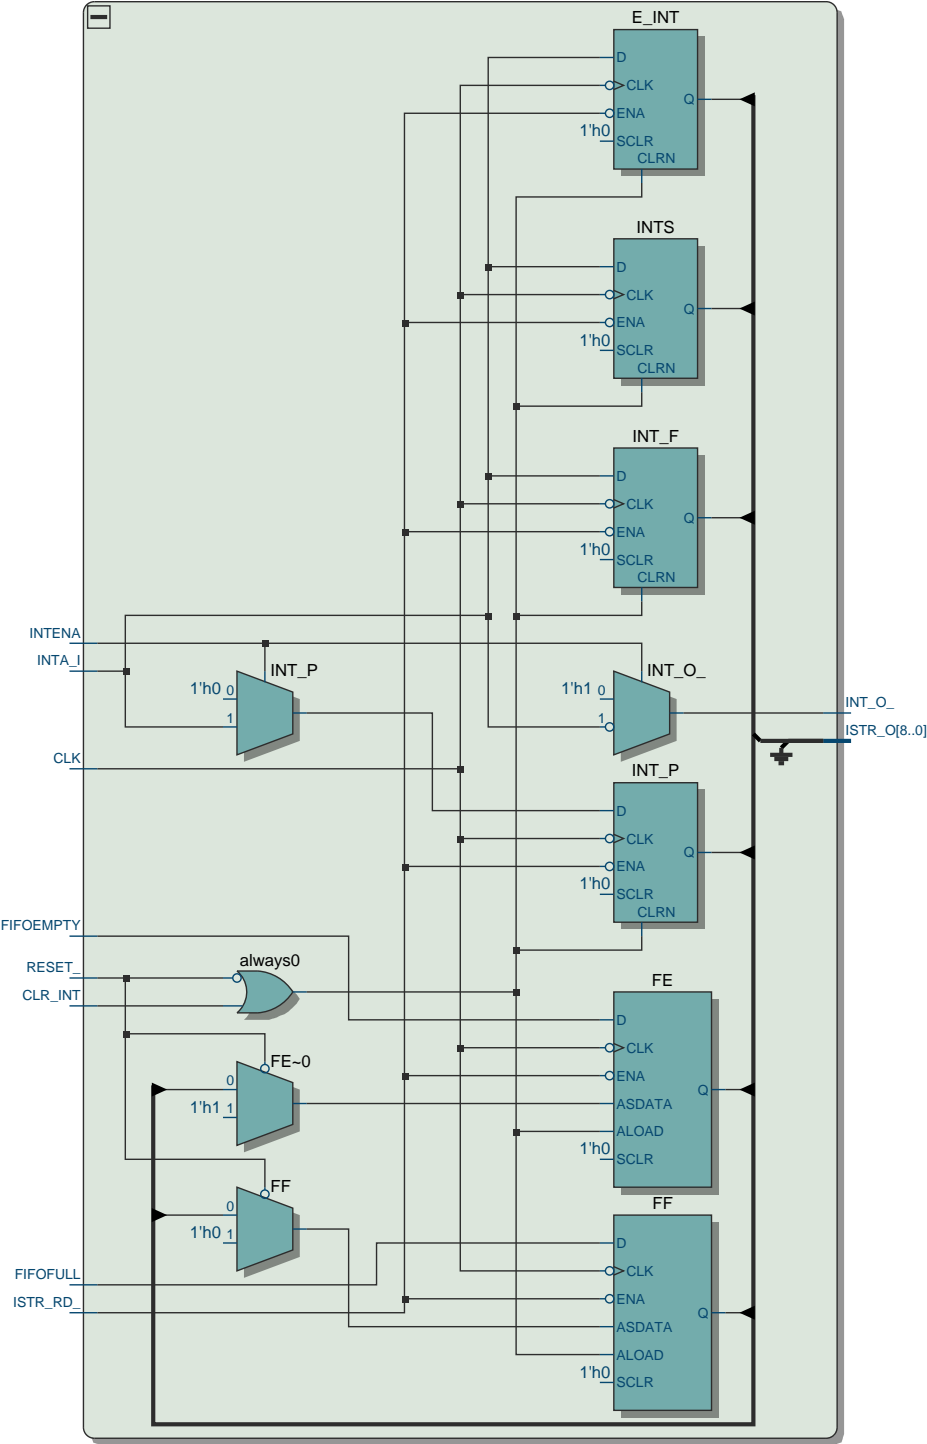 E_INT
D
CLK
Q
ENA
1'h0
SCLR
CLRN
INTS
D
CLK
Q
ENA
1'h0
SCLR
CLRN
INT_F
D
CLK
Q
ENA
1'h0
SCLR
CLRN
INTENA
INTA_I
INT_P
1'h0 0
1
INT_O_
1'h1 0
1
INT_O_
ISTR_O[8..0]
CLK
INT_P
D
CLK
Q
ENA
1'h0
SCLR
CLRN
FIFOEMPTY
RESET_
CLR_INT
always0
FE
D
CLK
ENA
Q
ASDATA
ALOAD
1'h0
SCLR
FE~0
0
1'h1 1
FF
0
1'h0 1
FF
D
CLK
ENA
Q
ASDATA
ALOAD
1'h0
SCLR
FIFOFULL
ISTR_RD_